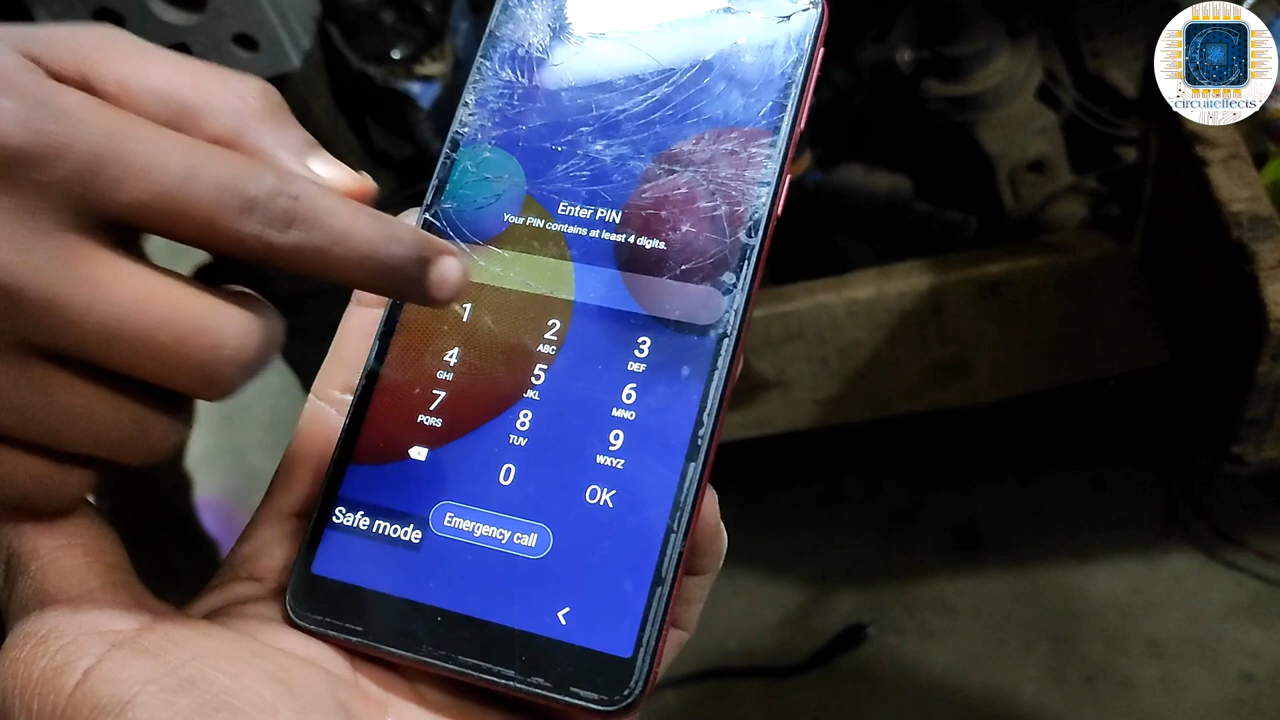 circuiteffects
Enter PIN
Your PIN contains at least 4 digits.
1
2
ABC
3
DEF
4
GHI
5
JKL
6
MNO
7
PQRS
8
TUV
9
WXYZ
0
OK
Safe mode
Emergency call